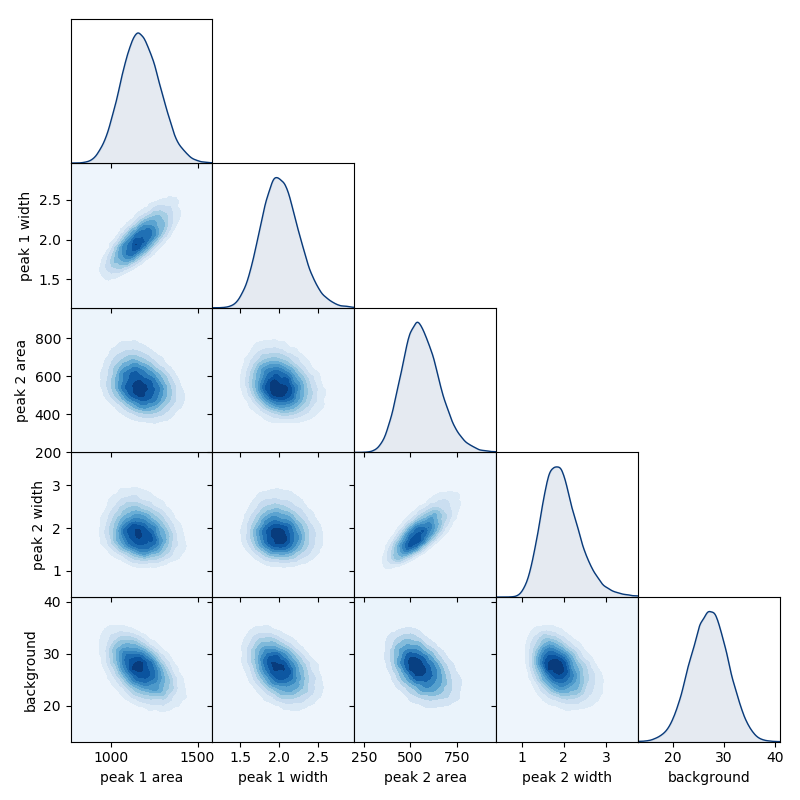 2.5
2.0
1.5
peak 1 width
800
600
400
200
peak 2 area
3
2
1
peak 2 width
40
30
20
background
1000 1500
1.5 2.0 2.5
250 500 750
1 2 3
20 30 40
peak 1 area
peak 1 width
peak 2 area
peak 2 width
background